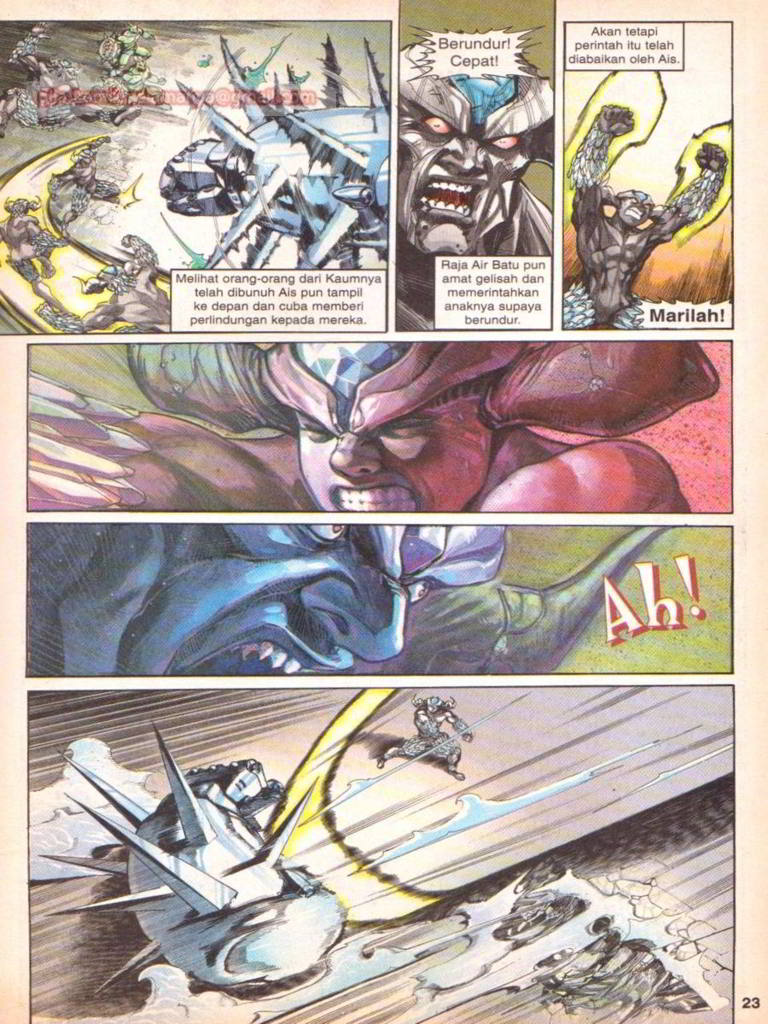 Melihat orang-orang dari Kaumnya
telah dibunuh Ais pun tampil
ke depan dan cuba memberi
perlindungan kepada mereka.
Berundur!
Cepat!
Raja Air Batu pun
amat gelisah dan
memerintahkan
anaknya supaya
berundur.
Akan tetapi
perintah itu telah
diabaikan oleh Ais.
Marilah!
Ah!
23